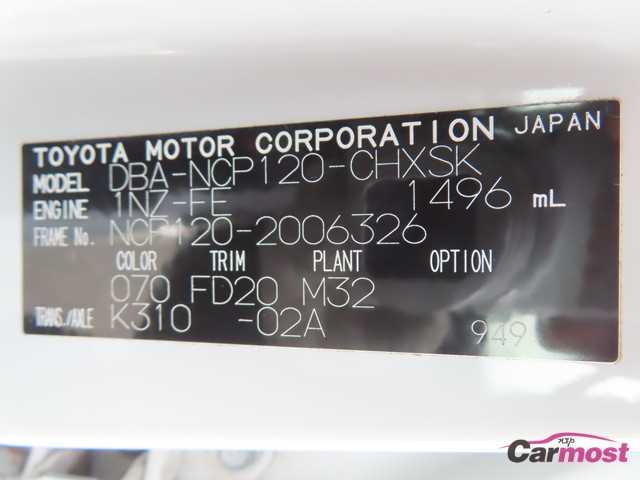 TOYOTA MOTOR CORPORATION JAPAN
MODEL DBA-NCP120-CHXSK
ENGINE 1NZ-FE 1496 mL
FRAME No. NCP120-2006326
COLOR TRIM PLANT OPTION
070 FD20 M32
TRANS./AXLE K310 -02A
949
Carmost